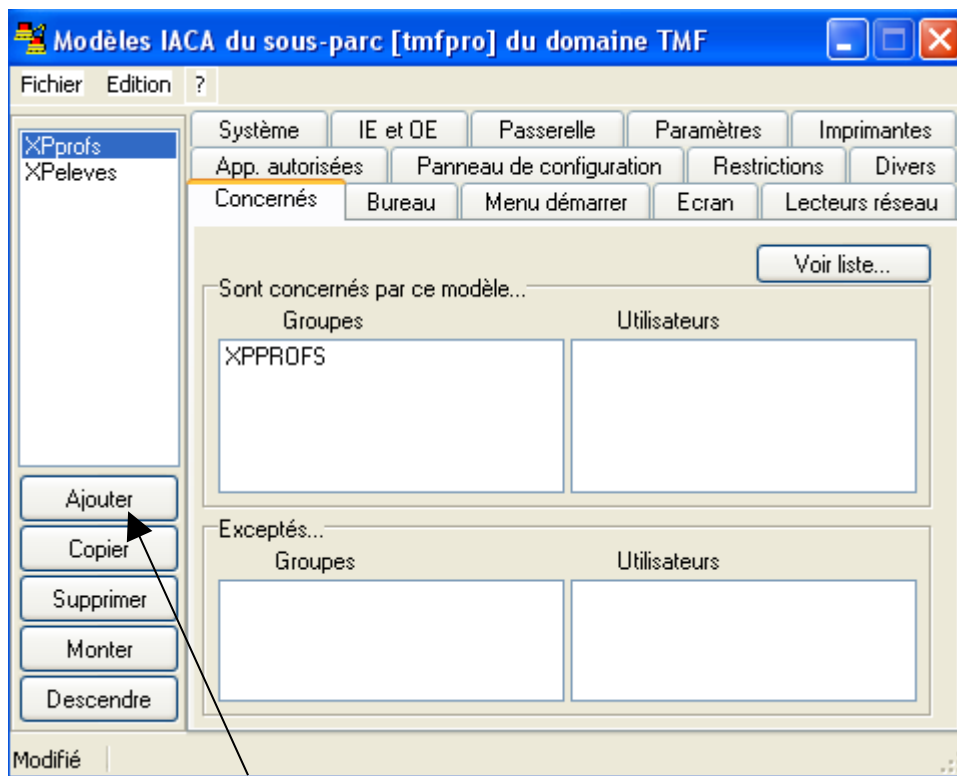 Modèles IACA du sous-parc [tmfpro] du domaine TMF
Fichier Edition ?
XPprofs
XPeleves
Système IE et OE Passerelle Paramètres Imprimantes
App. autorisées Panneau de configuration Restrictions Divers
Concernés Bureau Menu démarrer Ecran Lecteurs réseau
Voir liste...
Sont concernés par ce modèle...
Groupes Utilisateurs
XPPROFS
Exceptés...
Groupes Utilisateurs
Ajouter
Copier
Supprimer
Monter
Descendre
Modifié